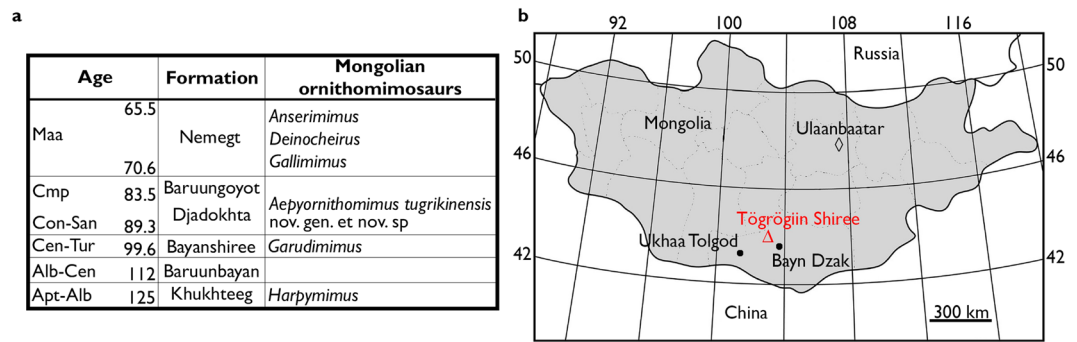 a
Age Formation Mongolian
ornithomimosaurs
Maa 65.5
70.6 Nemegt Anserimimus
Deinocheirus
Gallimimus
Cmp 83.5 Baruungoyot
Con-San 89.3 Djadokhta Aepyornithomimus tugrikinensis
nov. gen. et nov. sp
Cen-Tur 99.6 Bayanshiree Garudimimus
Alb-Cen 112 Baruunbayan
Apt-Alb 125 Khukhteeg Harpymimus
b
92 100 108 116
50 Russia 50
Mongolia Ulaanbaatar
46 46
Tögrögiin Shiree
Ukhaa Tolgod
42 Bayn Dzak 42
China 300 km